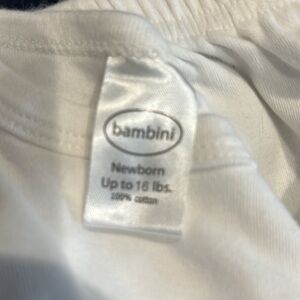 bambini
Newborn
Up to 16 lbs.
100% cotton